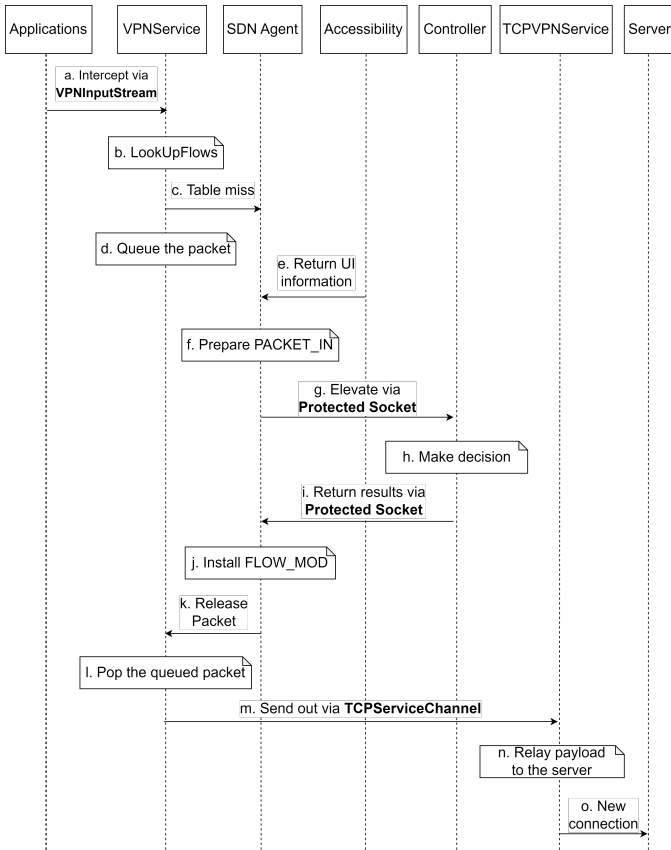 Applications
VPNService
SDN Agent
Accessibility
Controller
TCPVPNService
Server
a. Intercept via
VPNInputStream
b. LookUpFlows
c. Table miss
d. Queue the packet
e. Return UI
information
f. Prepare PACKET_IN
g. Elevate via
Protected Socket
h. Make decision
i. Return results via
Protected Socket
j. Install FLOW_MOD
k. Release
Packet
l. Pop the queued packet
m. Send out via TCPServiceChannel
n. Relay payload
to the server
o. New
connection